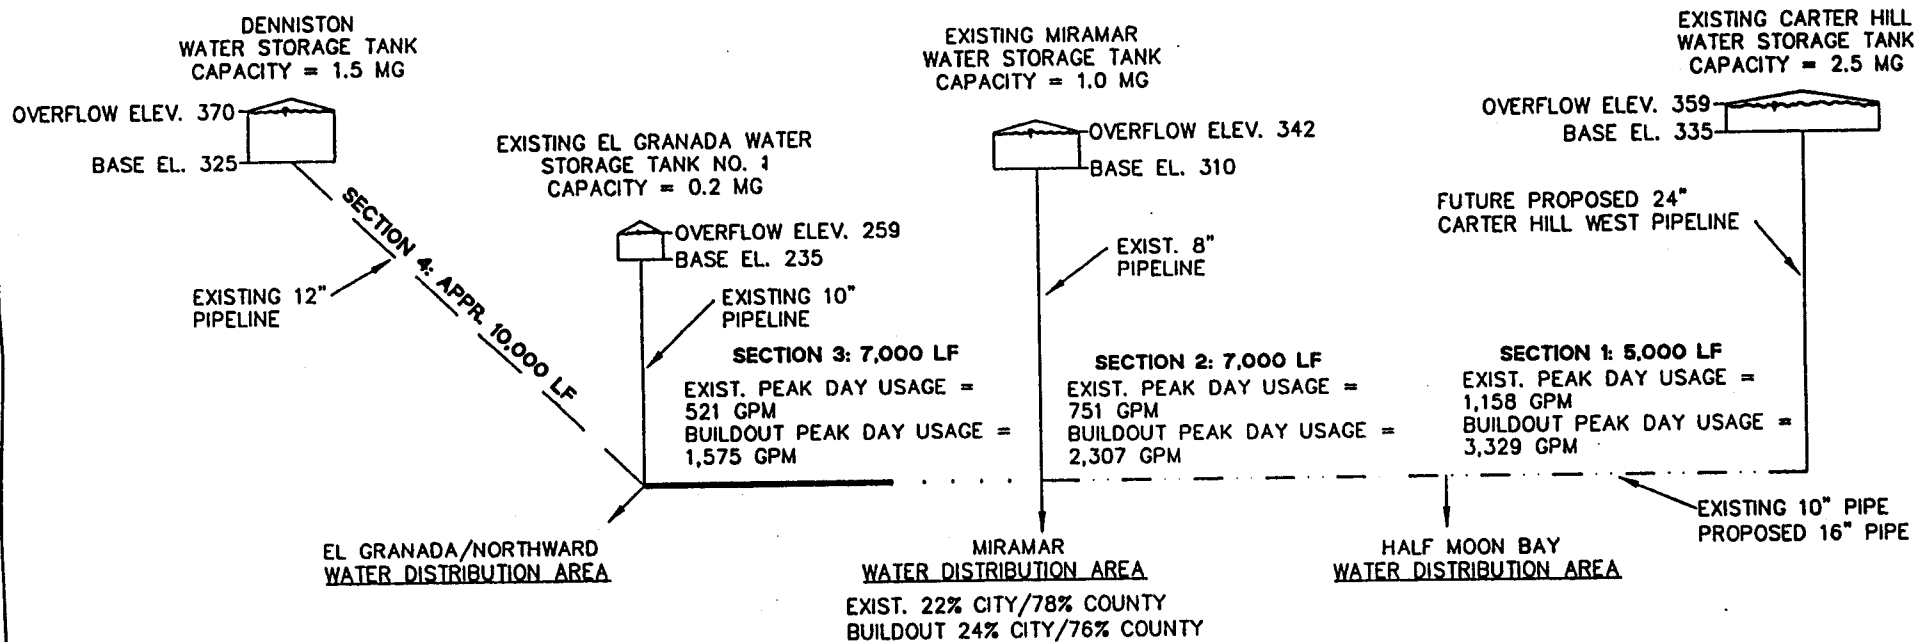 DENNISTON
WATER STORAGE TANK
CAPACITY = 1.5 MG
OVERFLOW ELEV. 370
BASE EL. 325
SECTION 4: APPR. 10,000 LF
EXISTING 12"
PIPELINE
EXISTING EL GRANADA WATER
STORAGE TANK NO. 1
CAPACITY = 0.2 MG
OVERFLOW ELEV. 259
BASE EL. 235
EXISTING 10"
PIPELINE
SECTION 3: 7,000 LF
EXIST. PEAK DAY USAGE =
521 GPM
BUILDOUT PEAK DAY USAGE =
1,575 GPM
EXISTING MIRAMAR
WATER STORAGE TANK
CAPACITY = 1.0 MG
OVERFLOW ELEV. 342
BASE EL. 310
EXIST. 8"
PIPELINE
SECTION 2: 7,000 LF
EXIST. PEAK DAY USAGE =
751 GPM
BUILDOUT PEAK DAY USAGE =
2,307 GPM
EXISTING CARTER HILL
WATER STORAGE TANK
CAPACITY = 2.5 MG
OVERFLOW ELEV. 359
BASE EL. 335
FUTURE PROPOSED 24"
CARTER HILL WEST PIPELINE
SECTION 1: 5,000 LF
EXIST. PEAK DAY USAGE =
1,158 GPM
BUILDOUT PEAK DAY USAGE =
3,329 GPM
EXISTING 10" PIPE
PROPOSED 16" PIPE
EL GRANADA/NORTHWARD
WATER DISTRIBUTION AREA
MIRAMAR
WATER DISTRIBUTION AREA
EXIST. 22% CITY/78% COUNTY
BUILDOUT 24% CITY/76% COUNTY
HALF MOON BAY
WATER DISTRIBUTION AREA